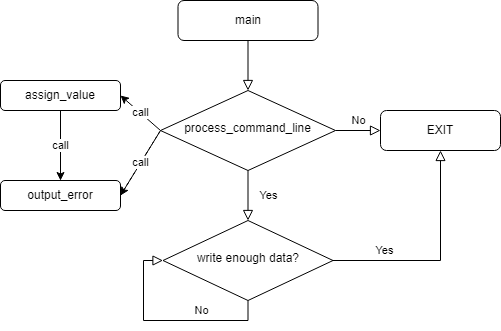 main
assign_value
call
process_command_line
No
EXIT
call
call
output_error
Yes
write enough data?
Yes
No